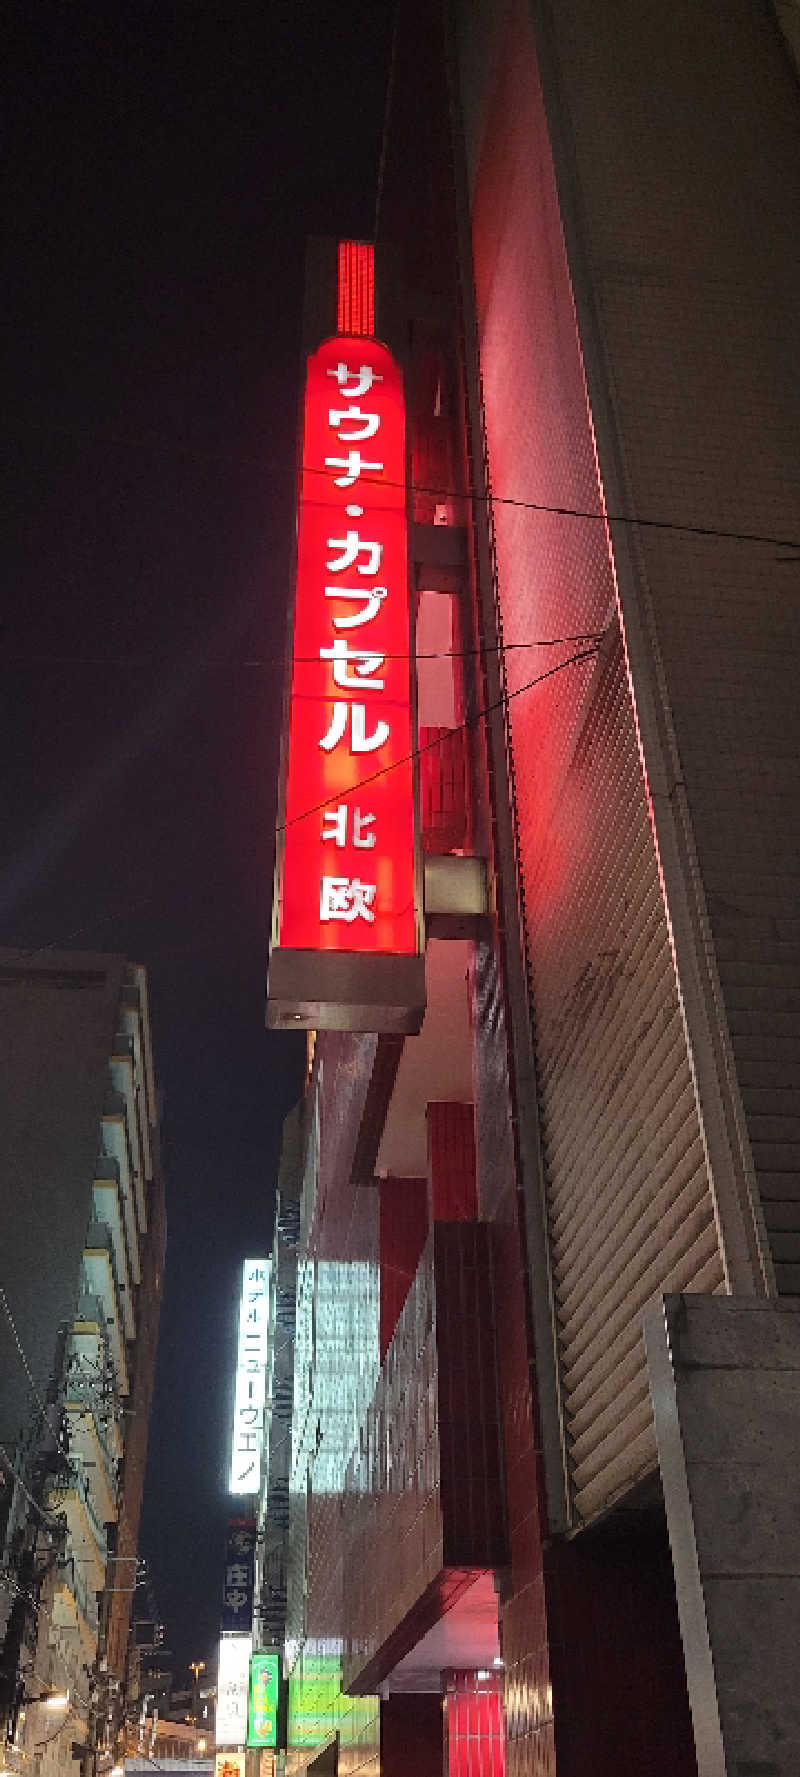 サウナ・カプセル 北欧
ホテルニューウエノ
庄中